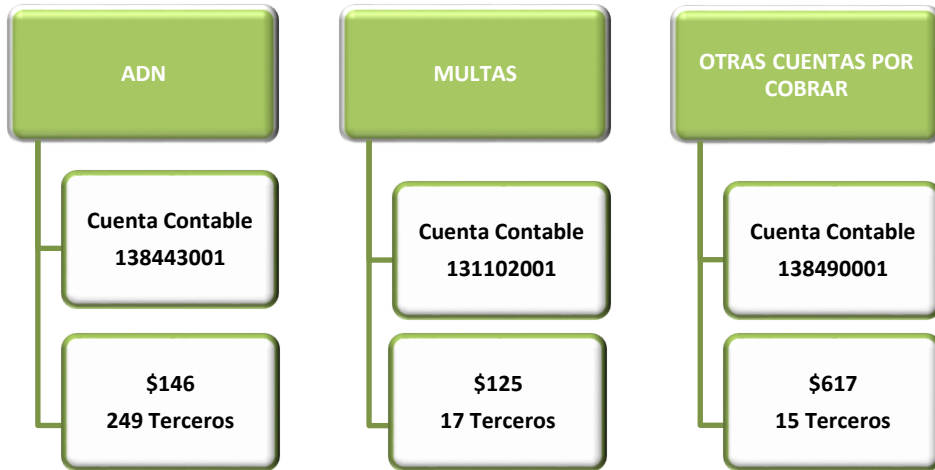 ADN
Cuenta Contable
138443001
$146
249 Terceros
MULTAS
Cuenta Contable
131102001
$125
17 Terceros
OTRAS CUENTAS POR
COBRAR
Cuenta Contable
138490001
$617
15 Terceros